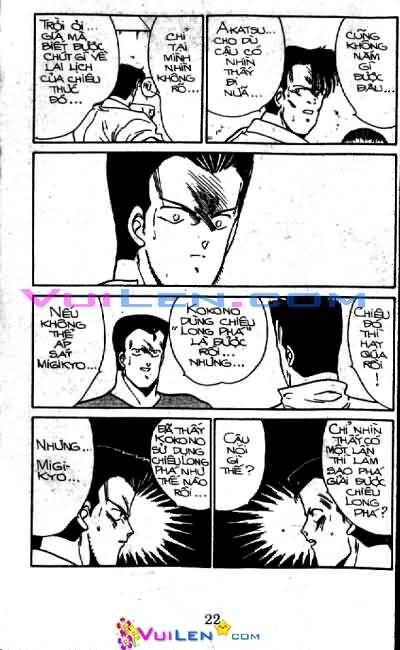 TRỜI ƠI...
GIÁ MÀ
BIẾT ĐƯỢC
CHÚT GÌ VỀ
LAI LỊCH
CỦA CHIÊU
THỨC
ĐÓ...
CHỈ
TẠI
MÌNH
NHÌN
KHÔNG
RÕ...
AKATSU...
CHO DÙ
CẬU CÓ
NHÌN
THẤY
ĐI
NỮA...
CŨNG
KHÔNG
NẮM
GÌ
ĐƯỢC
ĐÂU...
NẾU
KHÔNG
THỂ
ÁP
SÁT
MIGIKYO...
KOKONO
DÙNG CHIÊU
"LONG PHÁ"
LÀ ĐƯỢC
RỒI...
NHƯNG...
CHIÊU
ĐÓ
THÌ
HAY
QUÁ
RỒI
!
VUILEN.COM
NHƯNG...
MIGI-
KYO...
ĐÃ THẤY
KOKONO
SỬ DỤNG
CHIÊU LONG
PHÁ NHƯ
THẾ NÀO
RỒI...
CẬU
NÓI
GÌ
THẾ?
CHỈ NHÌN
THẤY CÓ
MỘT LẦN
THÌ LÀM
SAO PHÁ
GIẢI ĐƯỢC
CHIÊU
LONG
PHÁ?
22
VUILEN.COM